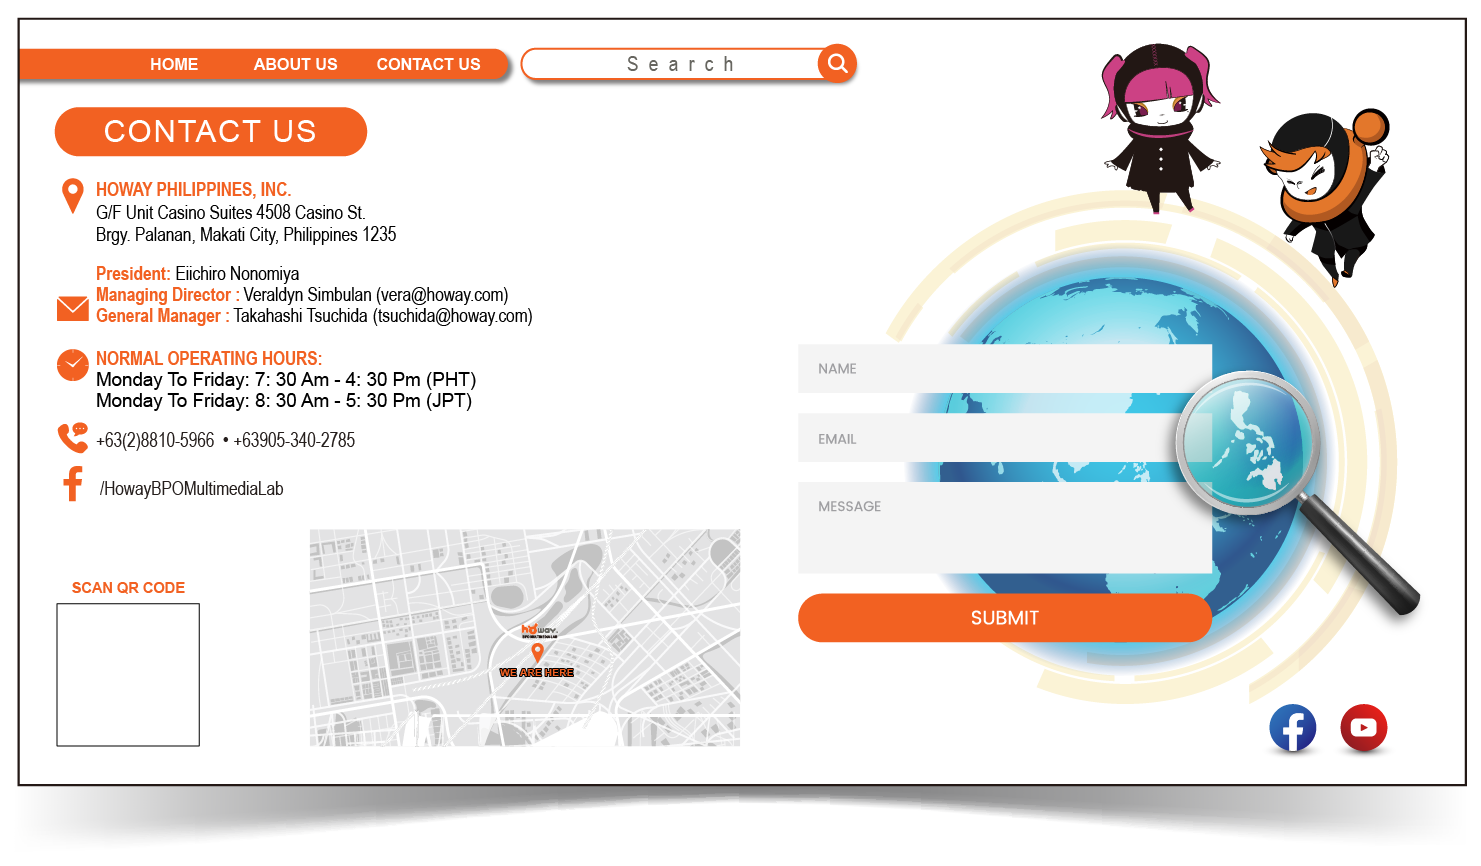 HOME ABOUT US CONTACT US Search
CONTACT US
HOWAY PHILIPPINES, INC.
G/F Unit Casino Suites 4508 Casino St.
Brgy. Palanan, Makati City, Philippines 1235
President: Eiichiro Nonomiya
Managing Director : Veraldyn Simbulan (vera@howay.com)
General Manager : Takahashi Tsuchida (tsuchida@howay.com)
NORMAL OPERATING HOURS:
Monday To Friday: 7: 30 Am - 4: 30 Pm (PHT)
Monday To Friday: 8: 30 Am - 5: 30 Pm (JPT)
+63(2)8810-5966 • +63905-340-2785
/HowayBPOMultimediaLab
SCAN QR CODE
howay.
BPO MULTIMEDIA LAB
WE ARE HERE
NAME
EMAIL
MESSAGE
SUBMIT